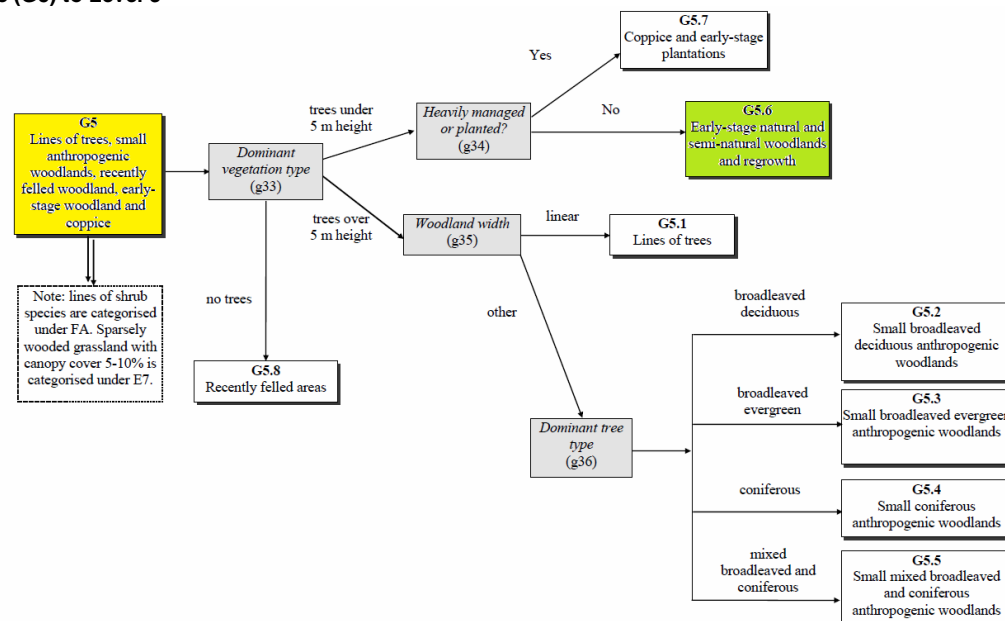 G5
Lines of trees, small
anthropogenic
woodlands, recently
felled woodland, early-
stage woodland and
coppice
Note: lines of shrub
species are categorised
under FA. Sparsely
wooded grassland with
canopy cover 5-10% is
categorised under E7.
Dominant
vegetation type
(g33)
trees under
5 m height
trees over
5 m height
no trees
G5.8
Recently felled areas
Heavily managed
or planted?
(g34)
Yes
No
G5.7
Coppice and early-stage
plantations
G5.6
Early-stage natural and
semi-natural woodlands
and regrowth
Woodland width
(g35)
linear
other
G5.1
Lines of trees
Dominant tree
type
(g36)
broadleaved
deciduous
G5.2
Small broadleaved
deciduous anthropogenic
woodlands
broadleaved
evergreen
G5.3
Small broadleaved evergreen
anthropogenic woodlands
coniferous
G5.4
Small coniferous
anthropogenic woodlands
mixed
broadleaved and
coniferous
G5.5
Small mixed broadleaved
and coniferous
anthropogenic woodlands